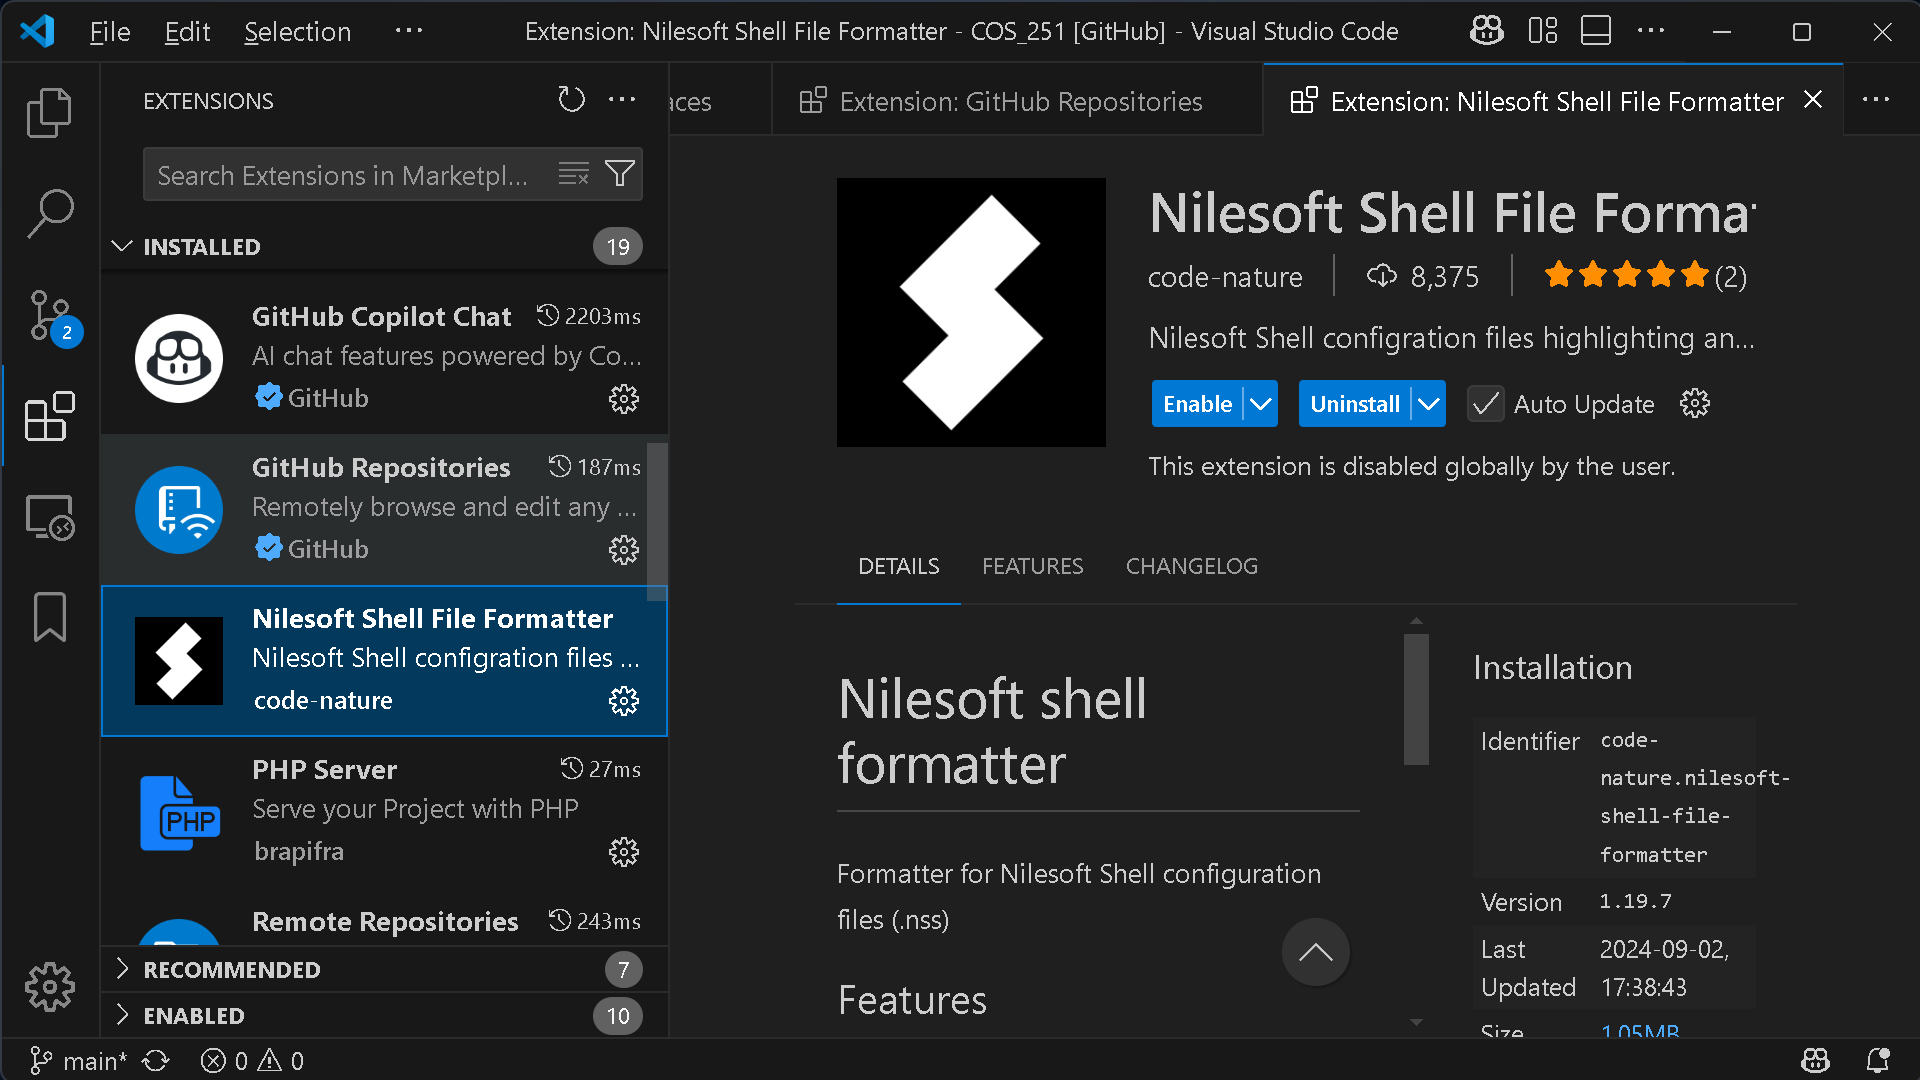 File Edit Selection ···
Extension: Nilesoft Shell File Formatter - COS_251 [GitHub] - Visual Studio Code
EXTENSIONS
Search Extensions in Marketpl...
INSTALLED 19
GitHub Copilot Chat 2203ms
AI chat features powered by Co...
GitHub
GitHub Repositories 187ms
Remotely browse and edit any ...
GitHub
Nilesoft Shell File Formatter
Nilesoft Shell configration files ...
code-nature
PHP Server 27ms
Serve your Project with PHP
PHP
brapifra
Remote Repositories 243ms
RECOMMENDED 7
ENABLED 10
2
aces
Extension: GitHub Repositories
Extension: Nilesoft Shell File Formatter
Nilesoft Shell File Format
code-nature 8,375 (2)
Nilesoft Shell configration files highlighting an...
Enable Uninstall Auto Update
This extension is disabled globally by the user.
DETAILS FEATURES CHANGELOG
Nilesoft shell
formatter
Formatter for Nilesoft Shell configuration
files (.nss)
Features
Installation
Identifier code-
nature.nilesoft-
shell-file-
formatter
Version 1.19.7
Last 2024-09-02,
Updated 17:38:43
Size 1.05MB
main* 0 0